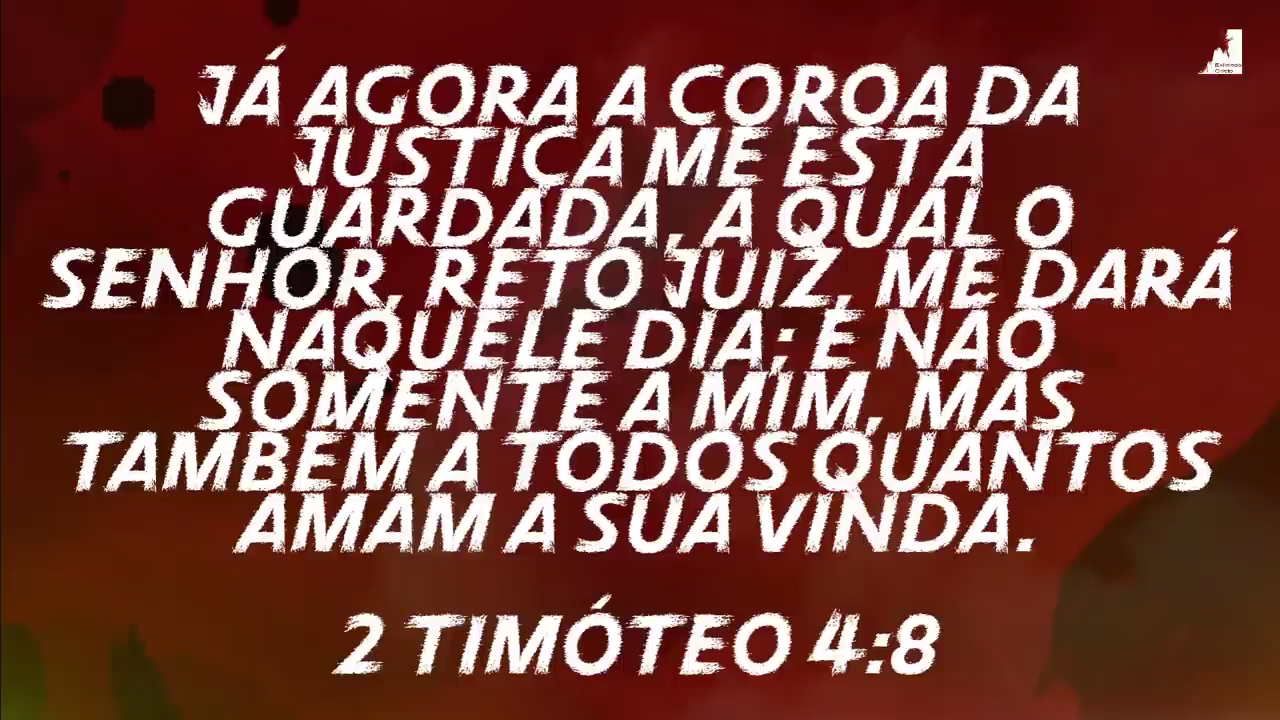 JÁ AGORA A COROA DA
JUSTIÇA ME ESTÁ
GUARDADA, A QUAL O
SENHOR, RETO JUIZ, ME DARÁ
NAQUELE DIA; E NÃO
SOMENTE A MIM, MAS
TAMBÉM A TODOS QUANTOS
AMAM A SUA VINDA.
2 TIMÓTEO 4:8